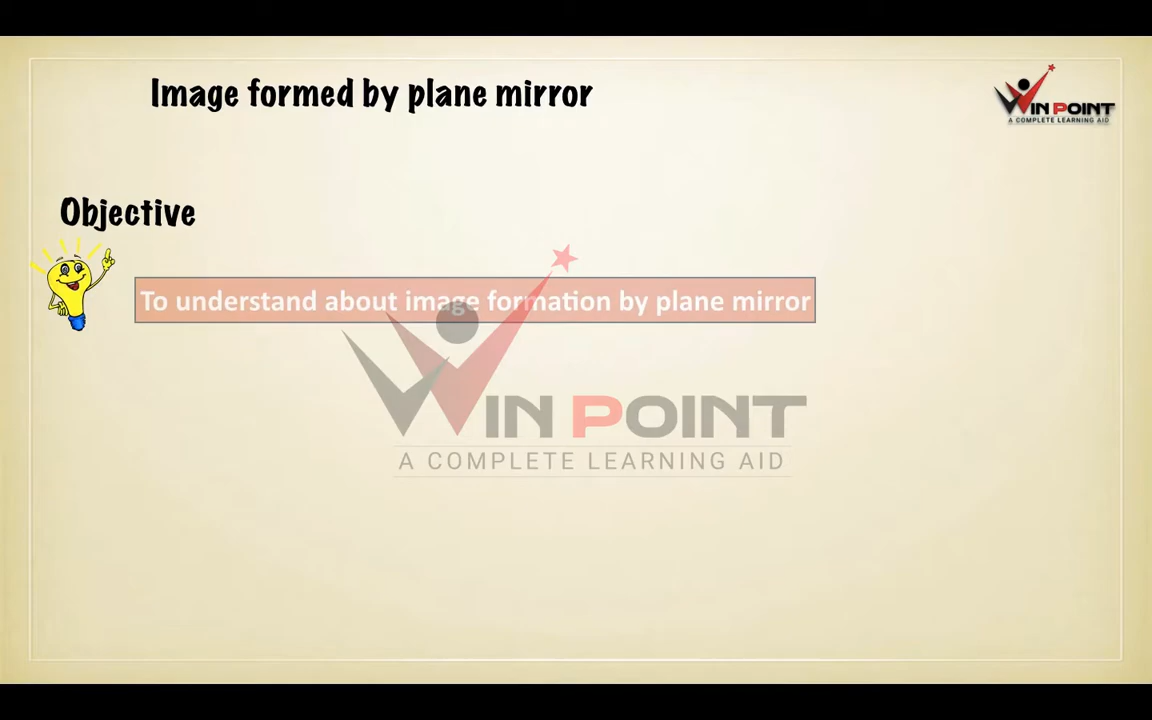 Image formed by plane mirror
WIN POINT
A COMPLETE LEARNING AID
Objective
To understand about image formation by plane mirror
WIN POINT
A COMPLETE LEARNING AID